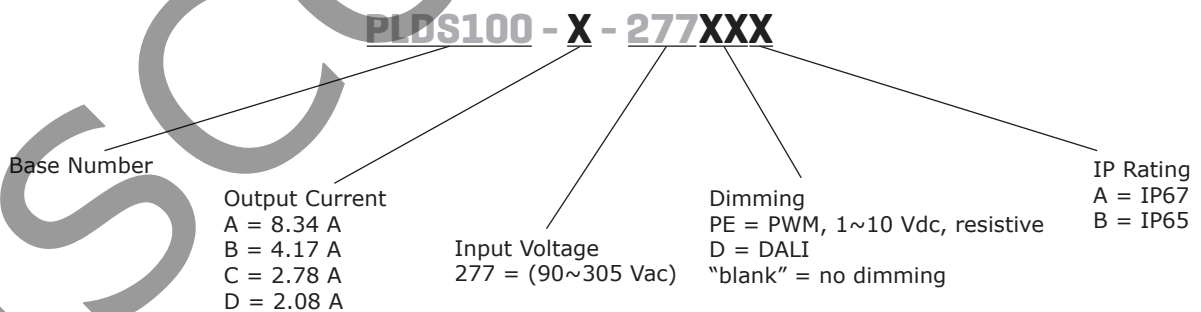 PLDS100 - X - 277XXX
Base Number
Output Current
A = 8.34 A
B = 4.17 A
C = 2.78 A
D = 2.08 A
Input Voltage
277 = (90~305 Vac)
Dimming
PE = PWM, 1~10 Vdc, resistive
D = DALI
“blank” = no dimming
IP Rating
A = IP67
B = IP65